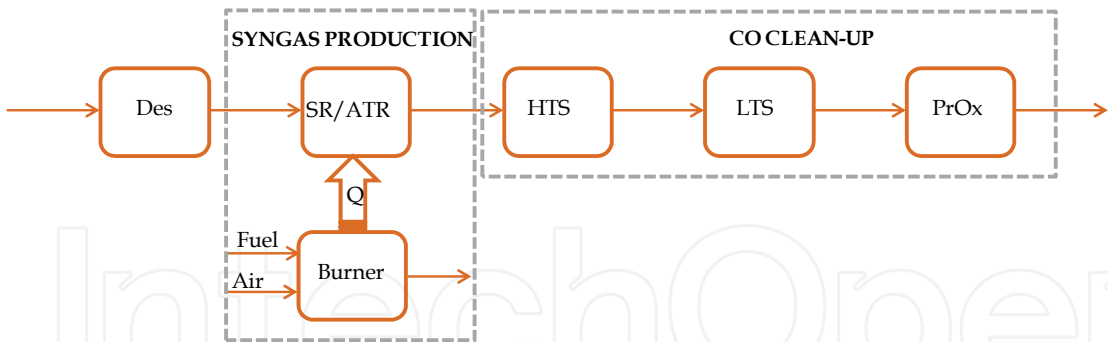 SYNGAS PRODUCTION
CO CLEAN-UP
Des
SR/ATR
HTS
LTS
PrOx
Q
Fuel
Air
Burner
IntechOpen